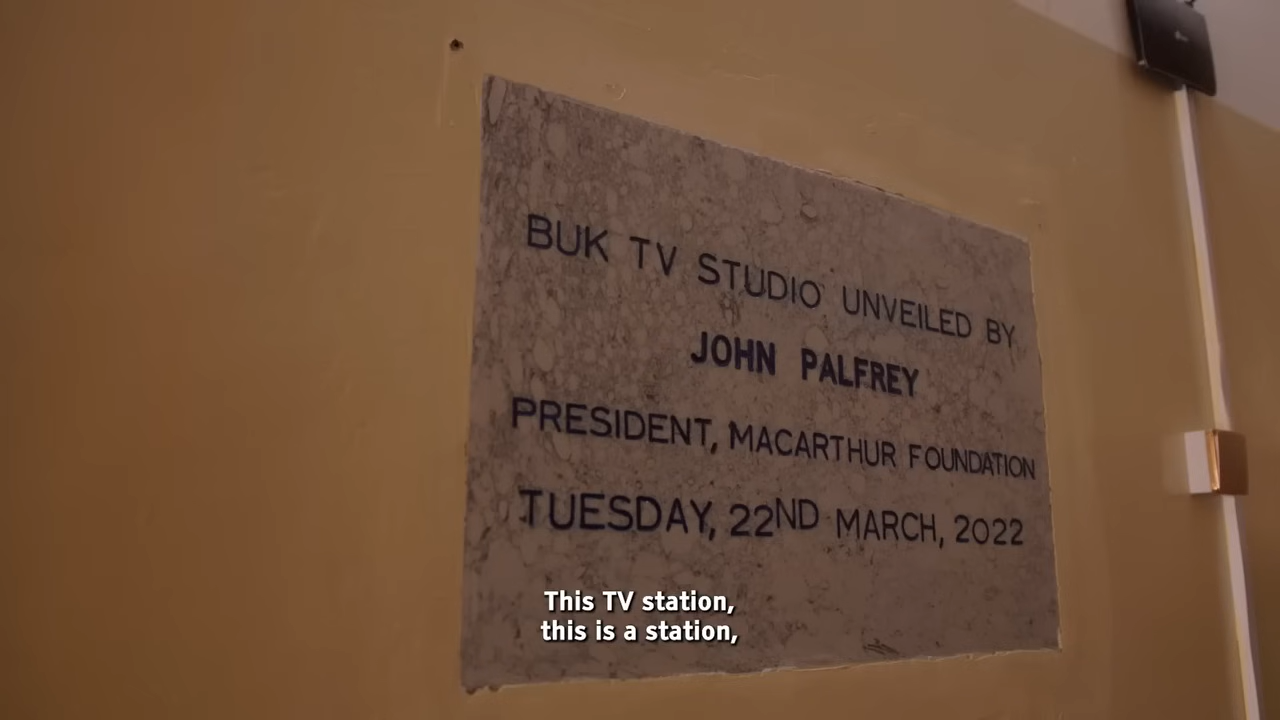 BUK TV STUDIO UNVEILED BY
JOHN PALFREY
PRESIDENT, MACARTHUR FOUNDATION
TUESDAY, 22ND MARCH, 2022
This TV station,
this is a station,